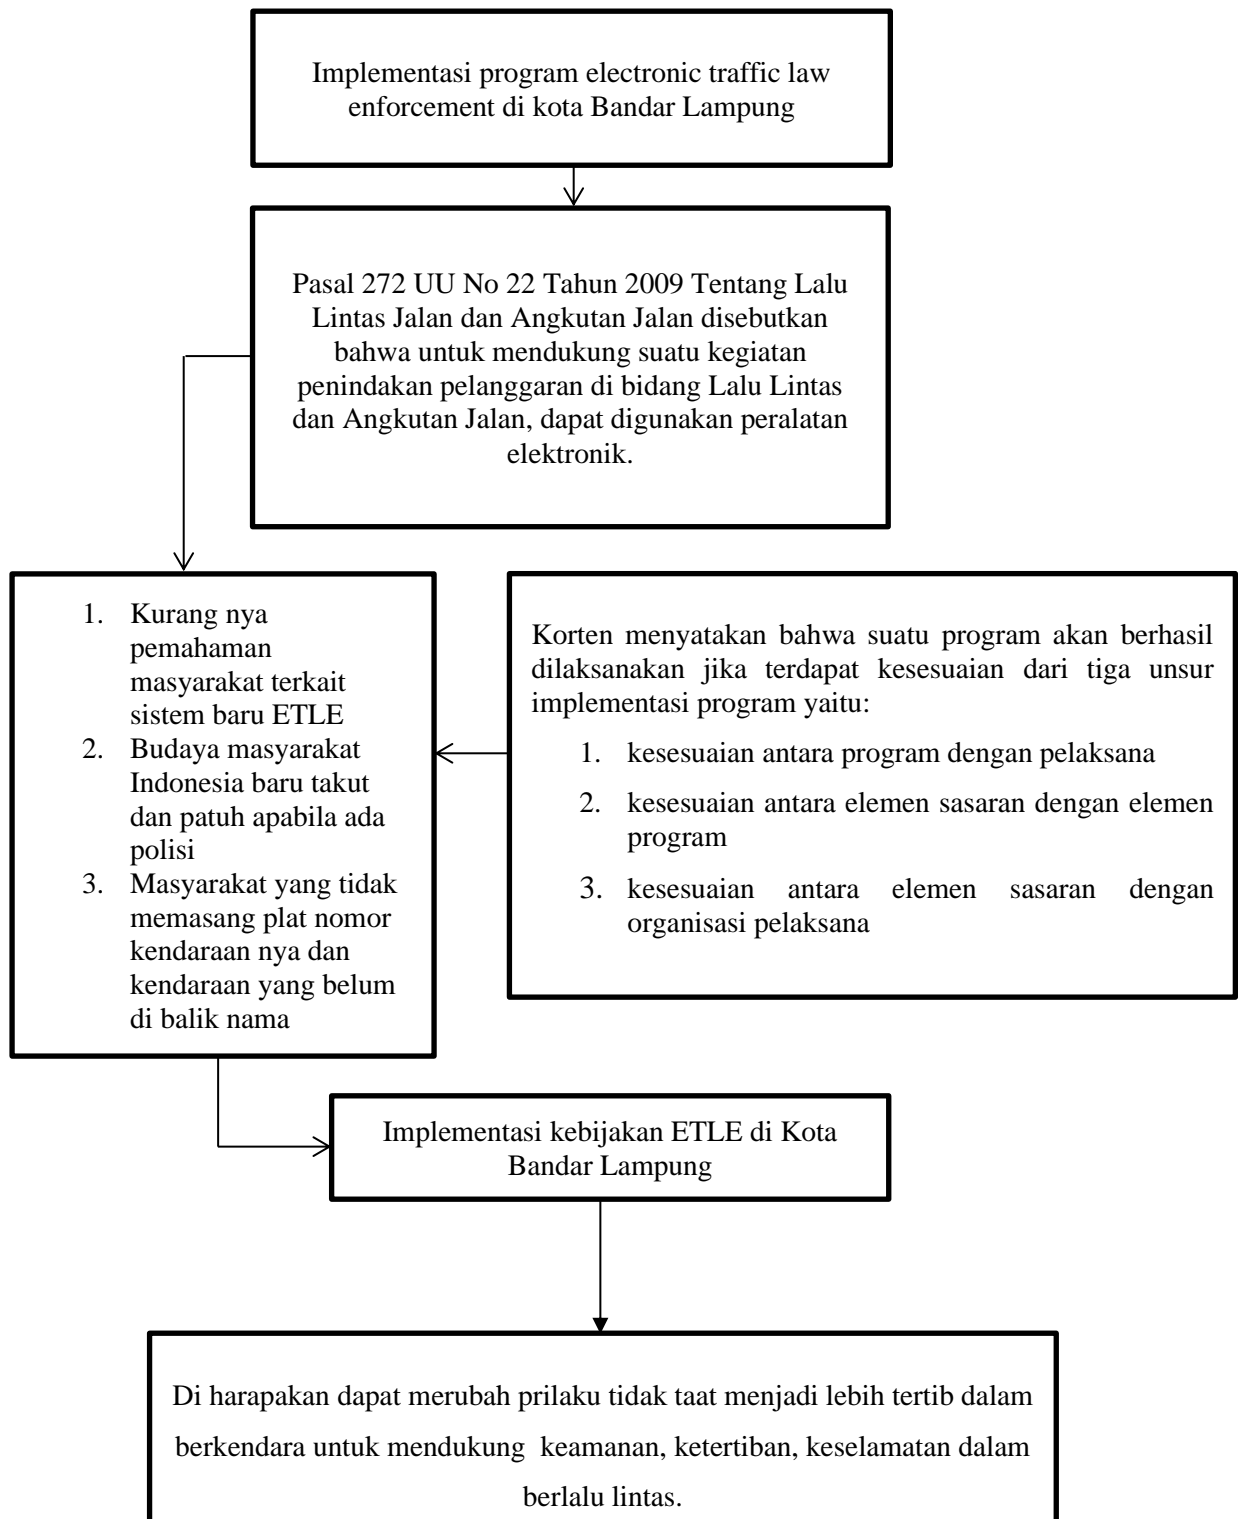 Implementasi program electronic traffic law
enforcement di kota Bandar Lampung
Pasal 272 UU No 22 Tahun 2009 Tentang Lalu
Lintas Jalan dan Angkutan Jalan disebutkan
bahwa untuk mendukung suatu kegiatan
penindakan pelanggaran di bidang Lalu Lintas
dan Angkutan Jalan, dapat digunakan peralatan
elektronik.
1. Kurang nya
pemahaman
masyarakat terkait
sistem baru ETLE
2. Budaya masyarakat
Indonesia baru takut
dan patuh apabila ada
polisi
3. Masyarakat yang tidak
memasang plat nomor
kendaraan nya dan
kendaraan yang belum
di balik nama
Korten menyatakan bahwa suatu program akan berhasil
dilaksanakan jika terdapat kesesuaian dari tiga unsur
implementasi program yaitu:
1. kesesuaian antara program dengan pelaksana
2. kesesuaian antara elemen sasaran dengan elemen
program
3. kesesuaian antara elemen sasaran dengan
organisasi pelaksana
Implementasi kebijakan ETLE di Kota
Bandar Lampung
Di harapakan dapat merubah prilaku tidak taat menjadi lebih tertib dalam
berkendara untuk mendukung keamanan, ketertiban, keselamatan dalam
berlalu lintas.